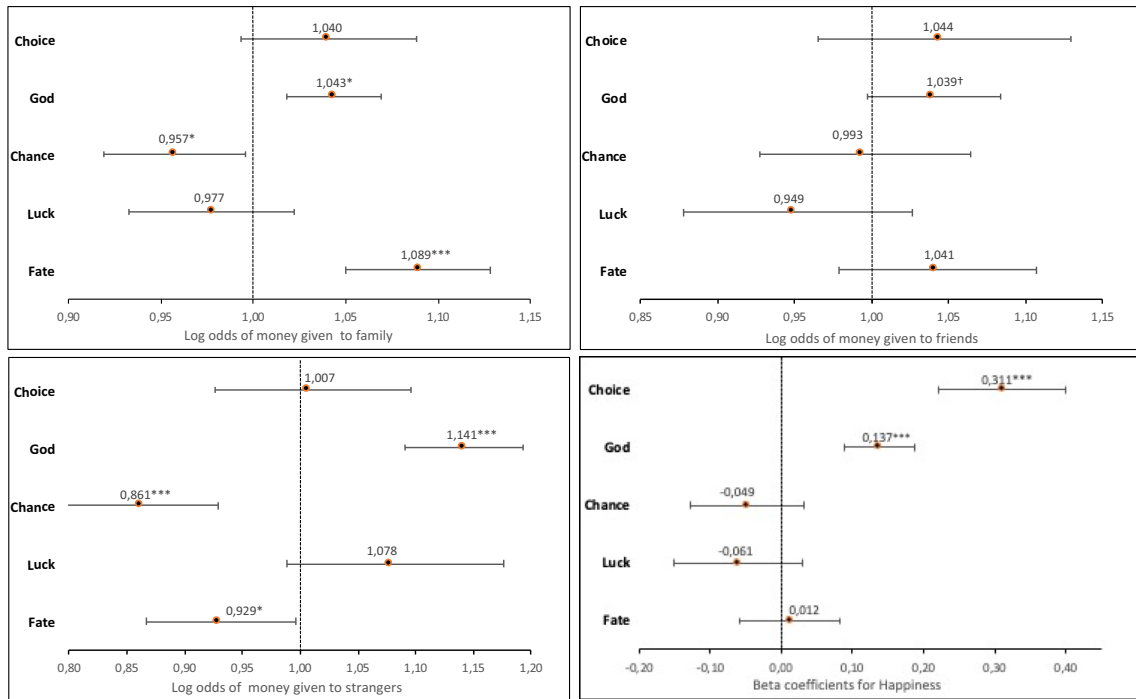 Choice 1,040
God 1,043*
Chance 0,957*
Luck 0,977
Fate 1,089***
0,90 0,95 1,00 1,05 1,10 1,15
Log odds of money given to family
Choice 1,044
God 1,039†
Chance 0,993
Luck 0,949
Fate 1,041
0,85 0,90 0,95 1,00 1,05 1,10 1,15
Log odds of money given to friends
Choice 1,007
God 1,141***
Chance 0,861***
Luck 1,078
Fate 0,929*
0,80 0,85 0,90 0,95 1,00 1,05 1,10 1,15 1,20
Log odds of money given to strangers
Choice 0,311***
God 0,137***
Chance -0,049
Luck -0,061
Fate 0,012
-0,20 -0,10 0,00 0,10 0,20 0,30 0,40
Beta coefficients for Happiness